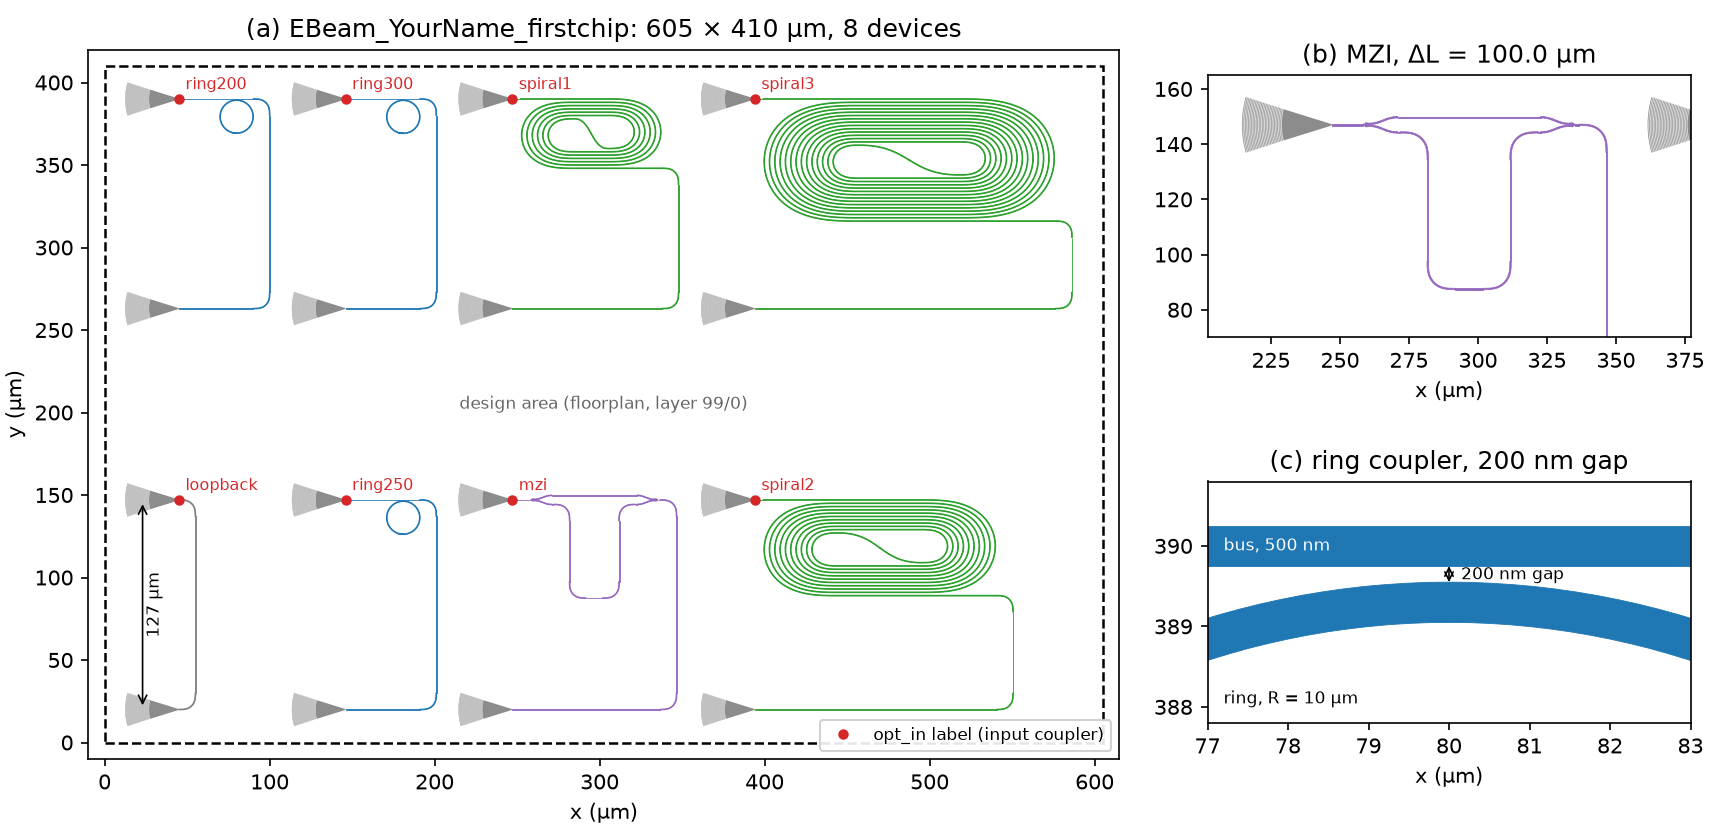 (a) EBeam_YourName_firstchip: 605 × 410 μm, 8 devices
400
350
300
250
200
150
100
50
0
y (μm)
ring200
ring300
spiral1
spiral3
design area (floorplan, layer 99/0)
loopback
ring250
mzi
spiral2
127 μm
opt_in label (input coupler)
0
100
200
300
400
500
600
x (μm)
(b) MZI, ΔL = 100.0 μm
160
140
120
100
80
225
250
275
300
325
350
375
x (μm)
(c) ring coupler, 200 nm gap
390
389
388
bus, 500 nm
200 nm gap
ring, R = 10 μm
77
78
79
80
81
82
83
x (μm)